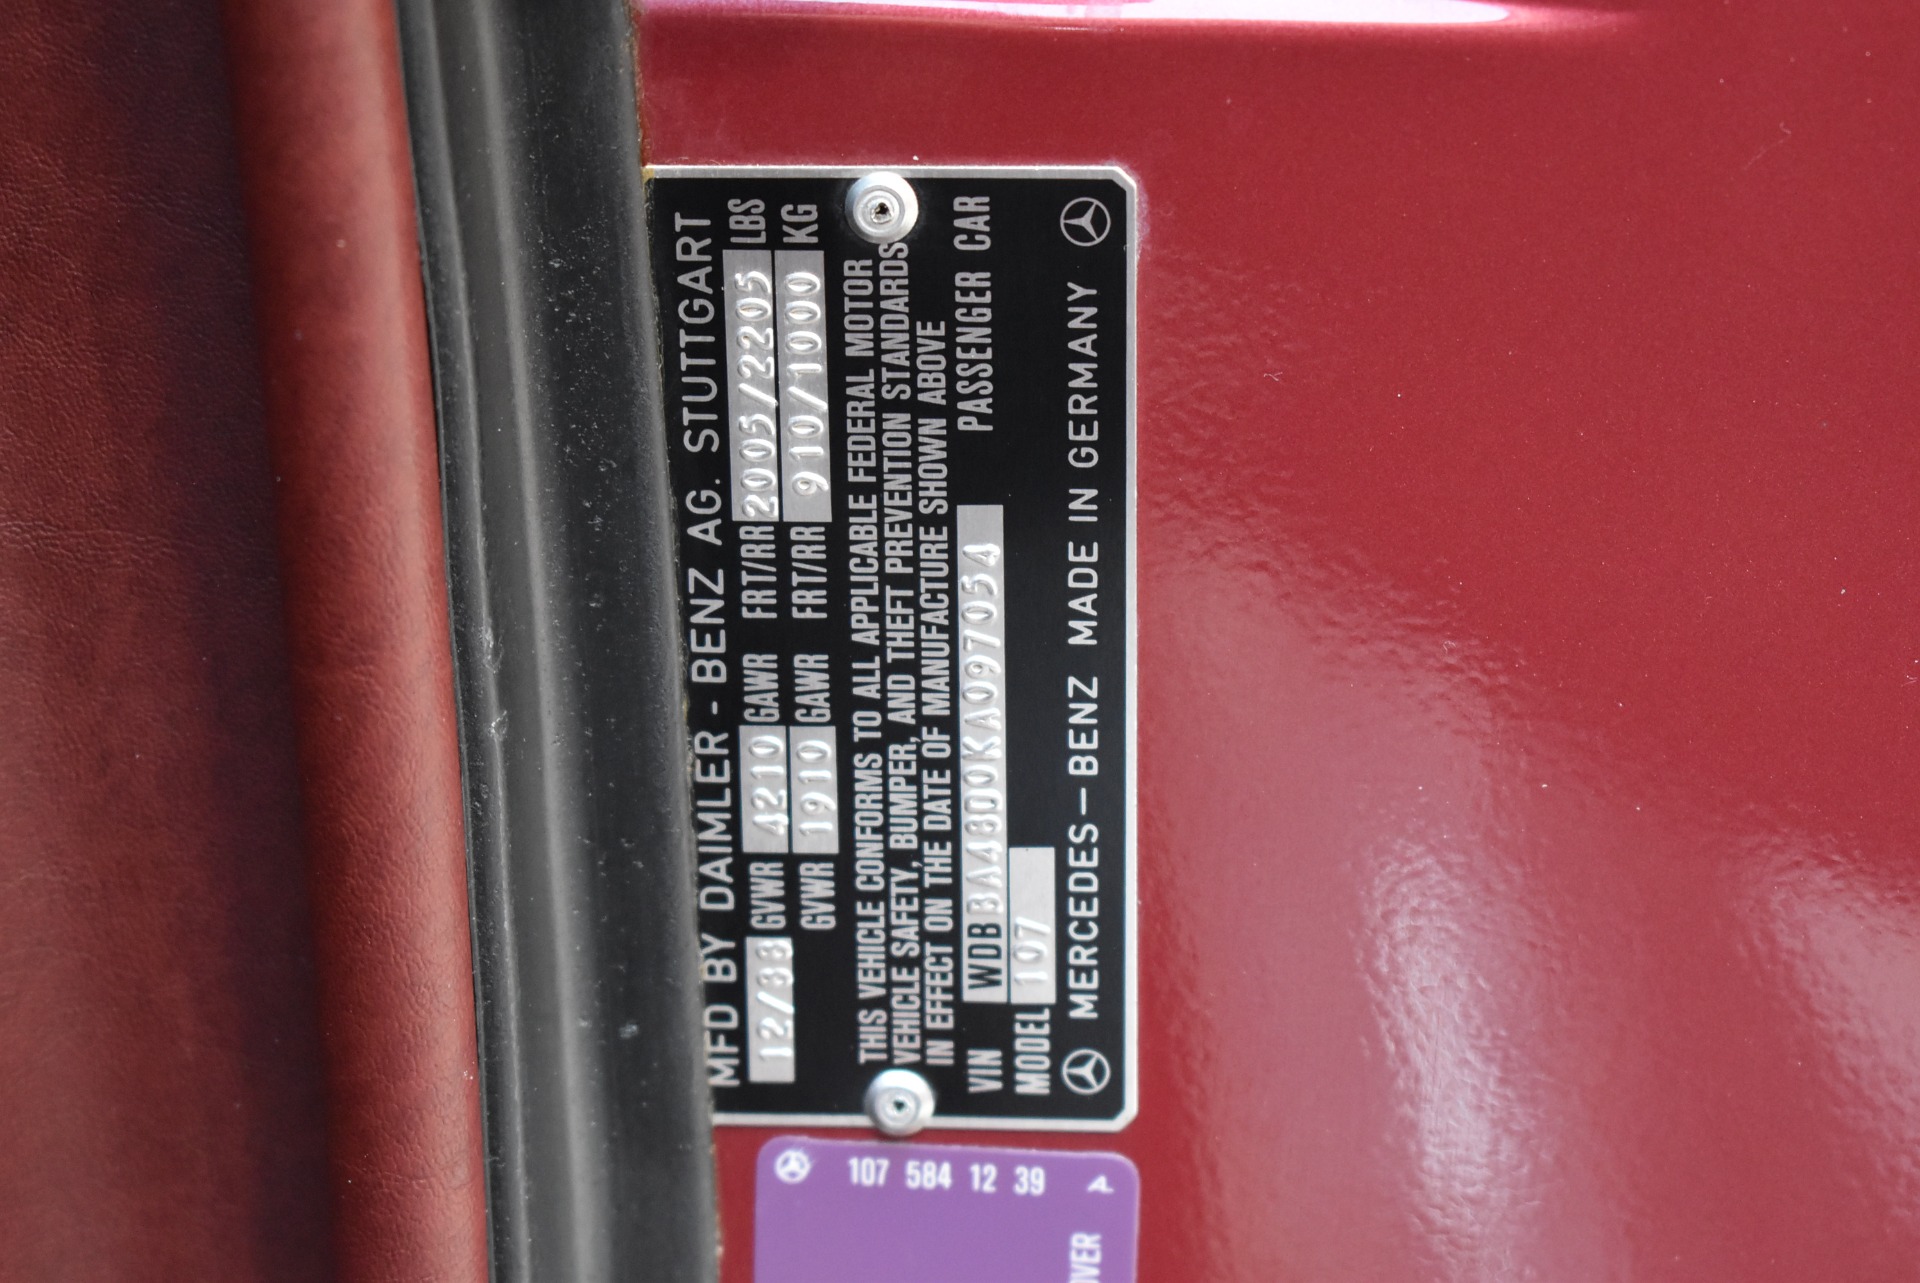 MFD BY DAIMLER - BENZ AG. STUTTGART
12/88 GVWR 4210 GAWR FRT/RR 2005/2205 LBS
GVWR 1910 GAWR FRT/RR 910/1000 KG
THIS VEHICLE CONFORMS TO ALL APPLICABLE FEDERAL MOTOR
VEHICLE SAFETY, BUMPER, AND THEFT PREVENTION STANDARDS
IN EFFECT ON THE DATE OF MANUFACTURE SHOWN ABOVE
VIN WDB BA48D0KA097054 PASSENGER CAR
MODEL 107
MERCEDES-BENZ MADE IN GERMANY
107 584 12 39 A
OVER